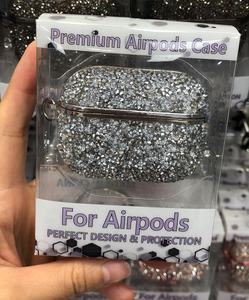 Premium Airpods Case
For Airpods
PERFECT DESIGN & PROTECTION